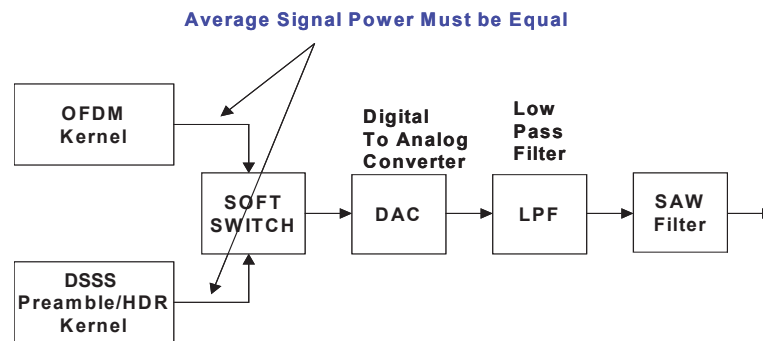 Average Signal Power Must be Equal
OFDM
Kernel
Digital
To Analog
Converter
Low
Pass
Filter
SOFT
SWITCH
DAC
LPF
SAW
Filter
DSSS
Preamble/HDR
Kernel